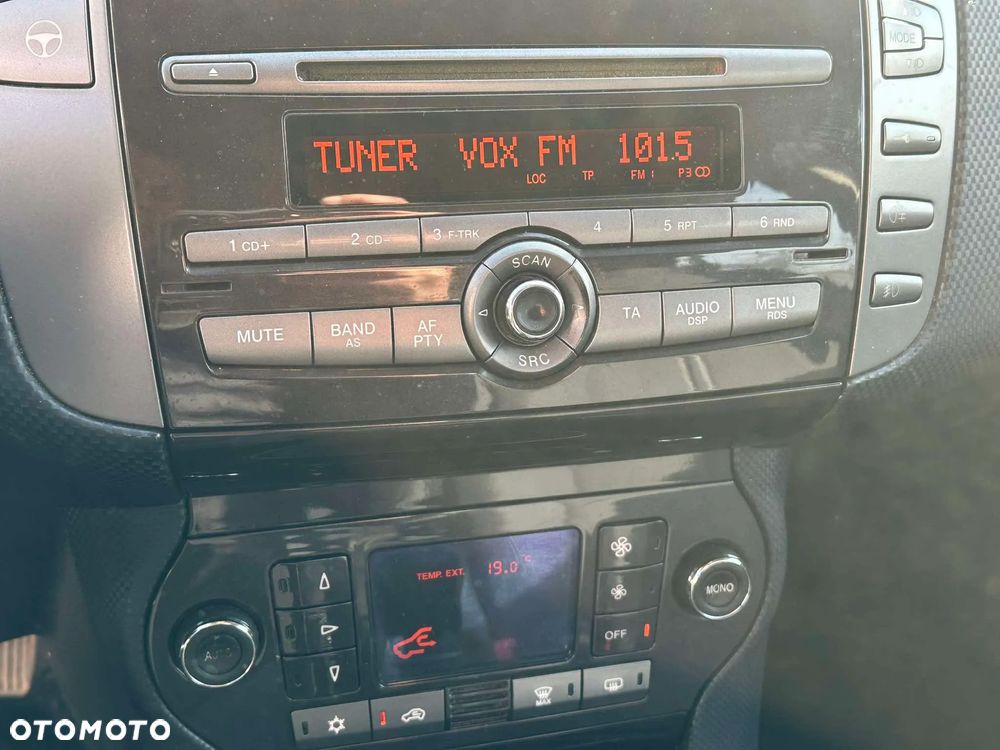 MODE
TUNER VOX FM 101.5
LOC TP FM 1 P3
1 CD+ 2 CD- 3 F-TRK 4 5 RPT 6 RND
SCAN
MUTE BAND AS AF PTY TA AUDIO DSP MENU RDS
SRC
TEMP. EXT. 19.0 °C
AUTO OFF MONO
MAX
OTOMOTO